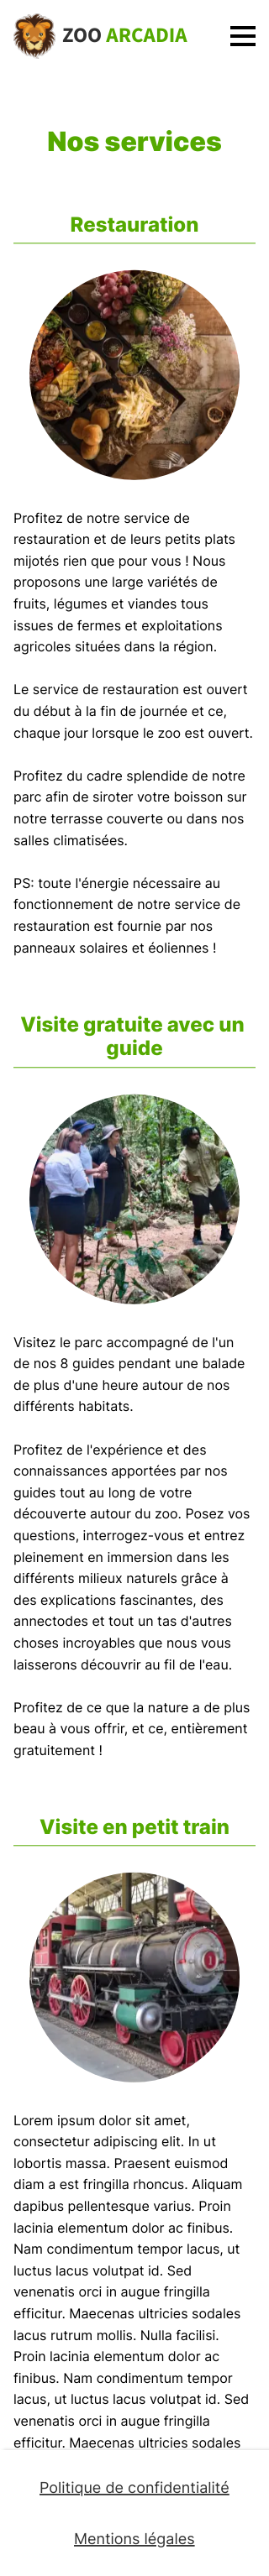 ZOO ARCADIA
Nos services
Restauration
Profitez de notre service de
restauration et de leurs petits plats
mijotés rien que pour vous ! Nous
proposons une large variétés de
fruits, légumes et viandes tous
issues de fermes et exploitations
agricoles situées dans la région.
Le service de restauration est ouvert
du début à la fin de journée et ce,
chaque jour lorsque le zoo est ouvert.
Profitez du cadre splendide de notre
parc afin de siroter votre boisson sur
notre terrasse couverte ou dans nos
salles climatisées.
PS: toute l'énergie nécessaire au
fonctionnement de notre service de
restauration est fournie par nos
panneaux solaires et éoliennes !
Visite gratuite avec un
guide
Visitez le parc accompagné de l'un
de nos 8 guides pendant une balade
de plus d'une heure autour de nos
différents habitats.
Profitez de l'expérience et des
connaissances apportées par nos
guides tout au long de votre
découverte autour du zoo. Posez vos
questions, interrogez-vous et entrez
pleinement en immersion dans les
différents milieux naturels grâce à
des explications fascinantes, des
annectodes et tout un tas d'autres
choses incroyables que nous vous
laisserons découvrir au fil de l'eau.
Profitez de ce que la nature a de plus
beau à vous offrir, et ce, entièrement
gratuitement !
Visite en petit train
Lorem ipsum dolor sit amet,
consectetur adipiscing elit. In ut
lobortis massa. Praesent euismod
diam a est fringilla rhoncus. Aliquam
dapibus pellentesque varius. Proin
lacinia elementum dolor ac finibus.
Nam condimentum tempor lacus, ut
luctus lacus volutpat id. Sed
venenatis orci in augue fringilla
efficitur. Maecenas ultricies sodales
lacus rutrum mollis. Nulla facilisi.
Proin lacinia elementum dolor ac
finibus. Nam condimentum tempor
lacus, ut luctus lacus volutpat id. Sed
venenatis orci in augue fringilla
efficitur. Maecenas ultricies sodales
Politique de confidentialité
Mentions légales